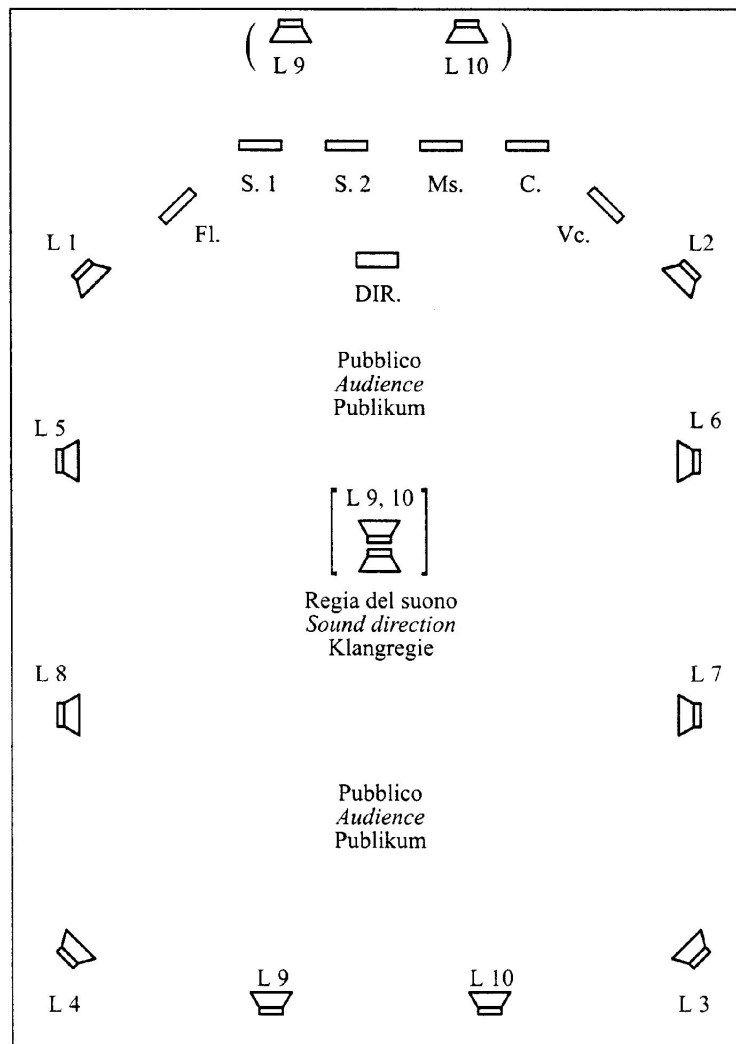 ( L 9 L 10 )
S. 1 S. 2 Ms. C.
Fl. Vc.
L 1 L2
DIR.
Pubblico
Audience
Publikum
L 5 L 6
[ L 9, 10 ]
Regia del suono
Sound direction
Klangregie
L 8 L 7
Pubblico
Audience
Publikum
L 9 L 10
L 4 L 3